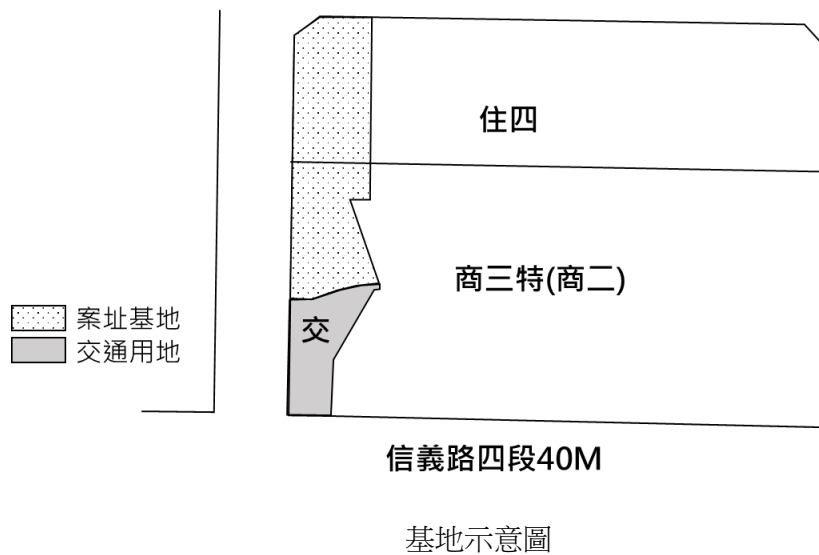 住四
商三特(商二)
案址基地
交通用地
交
信義路四段40M
基地示意圖